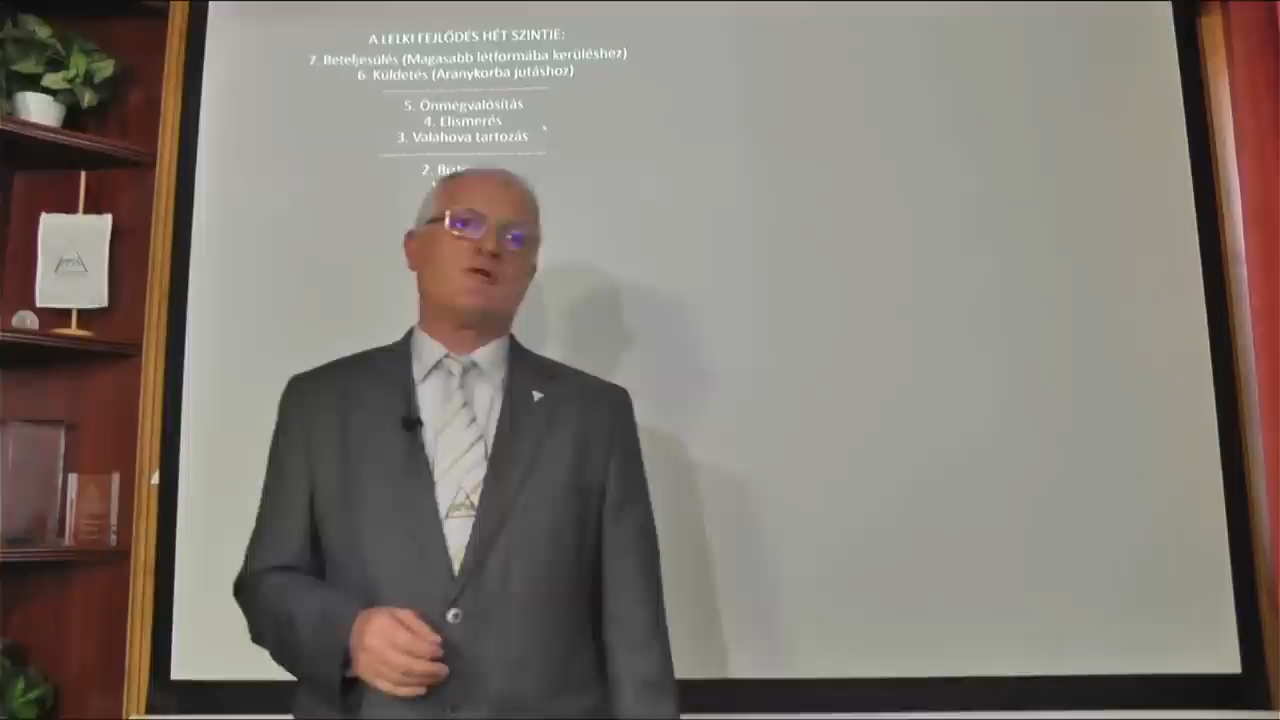 A LELKI FEJLŐDÉS HÉT SZINTJE:
7. Beteljesülés (Magasabb létformába kerüléshez)
6. Küldetés (Aranykorba jutáshoz)
5. Önmegvalósítás
4. Elismerés
3. Valahova tartozás
2.